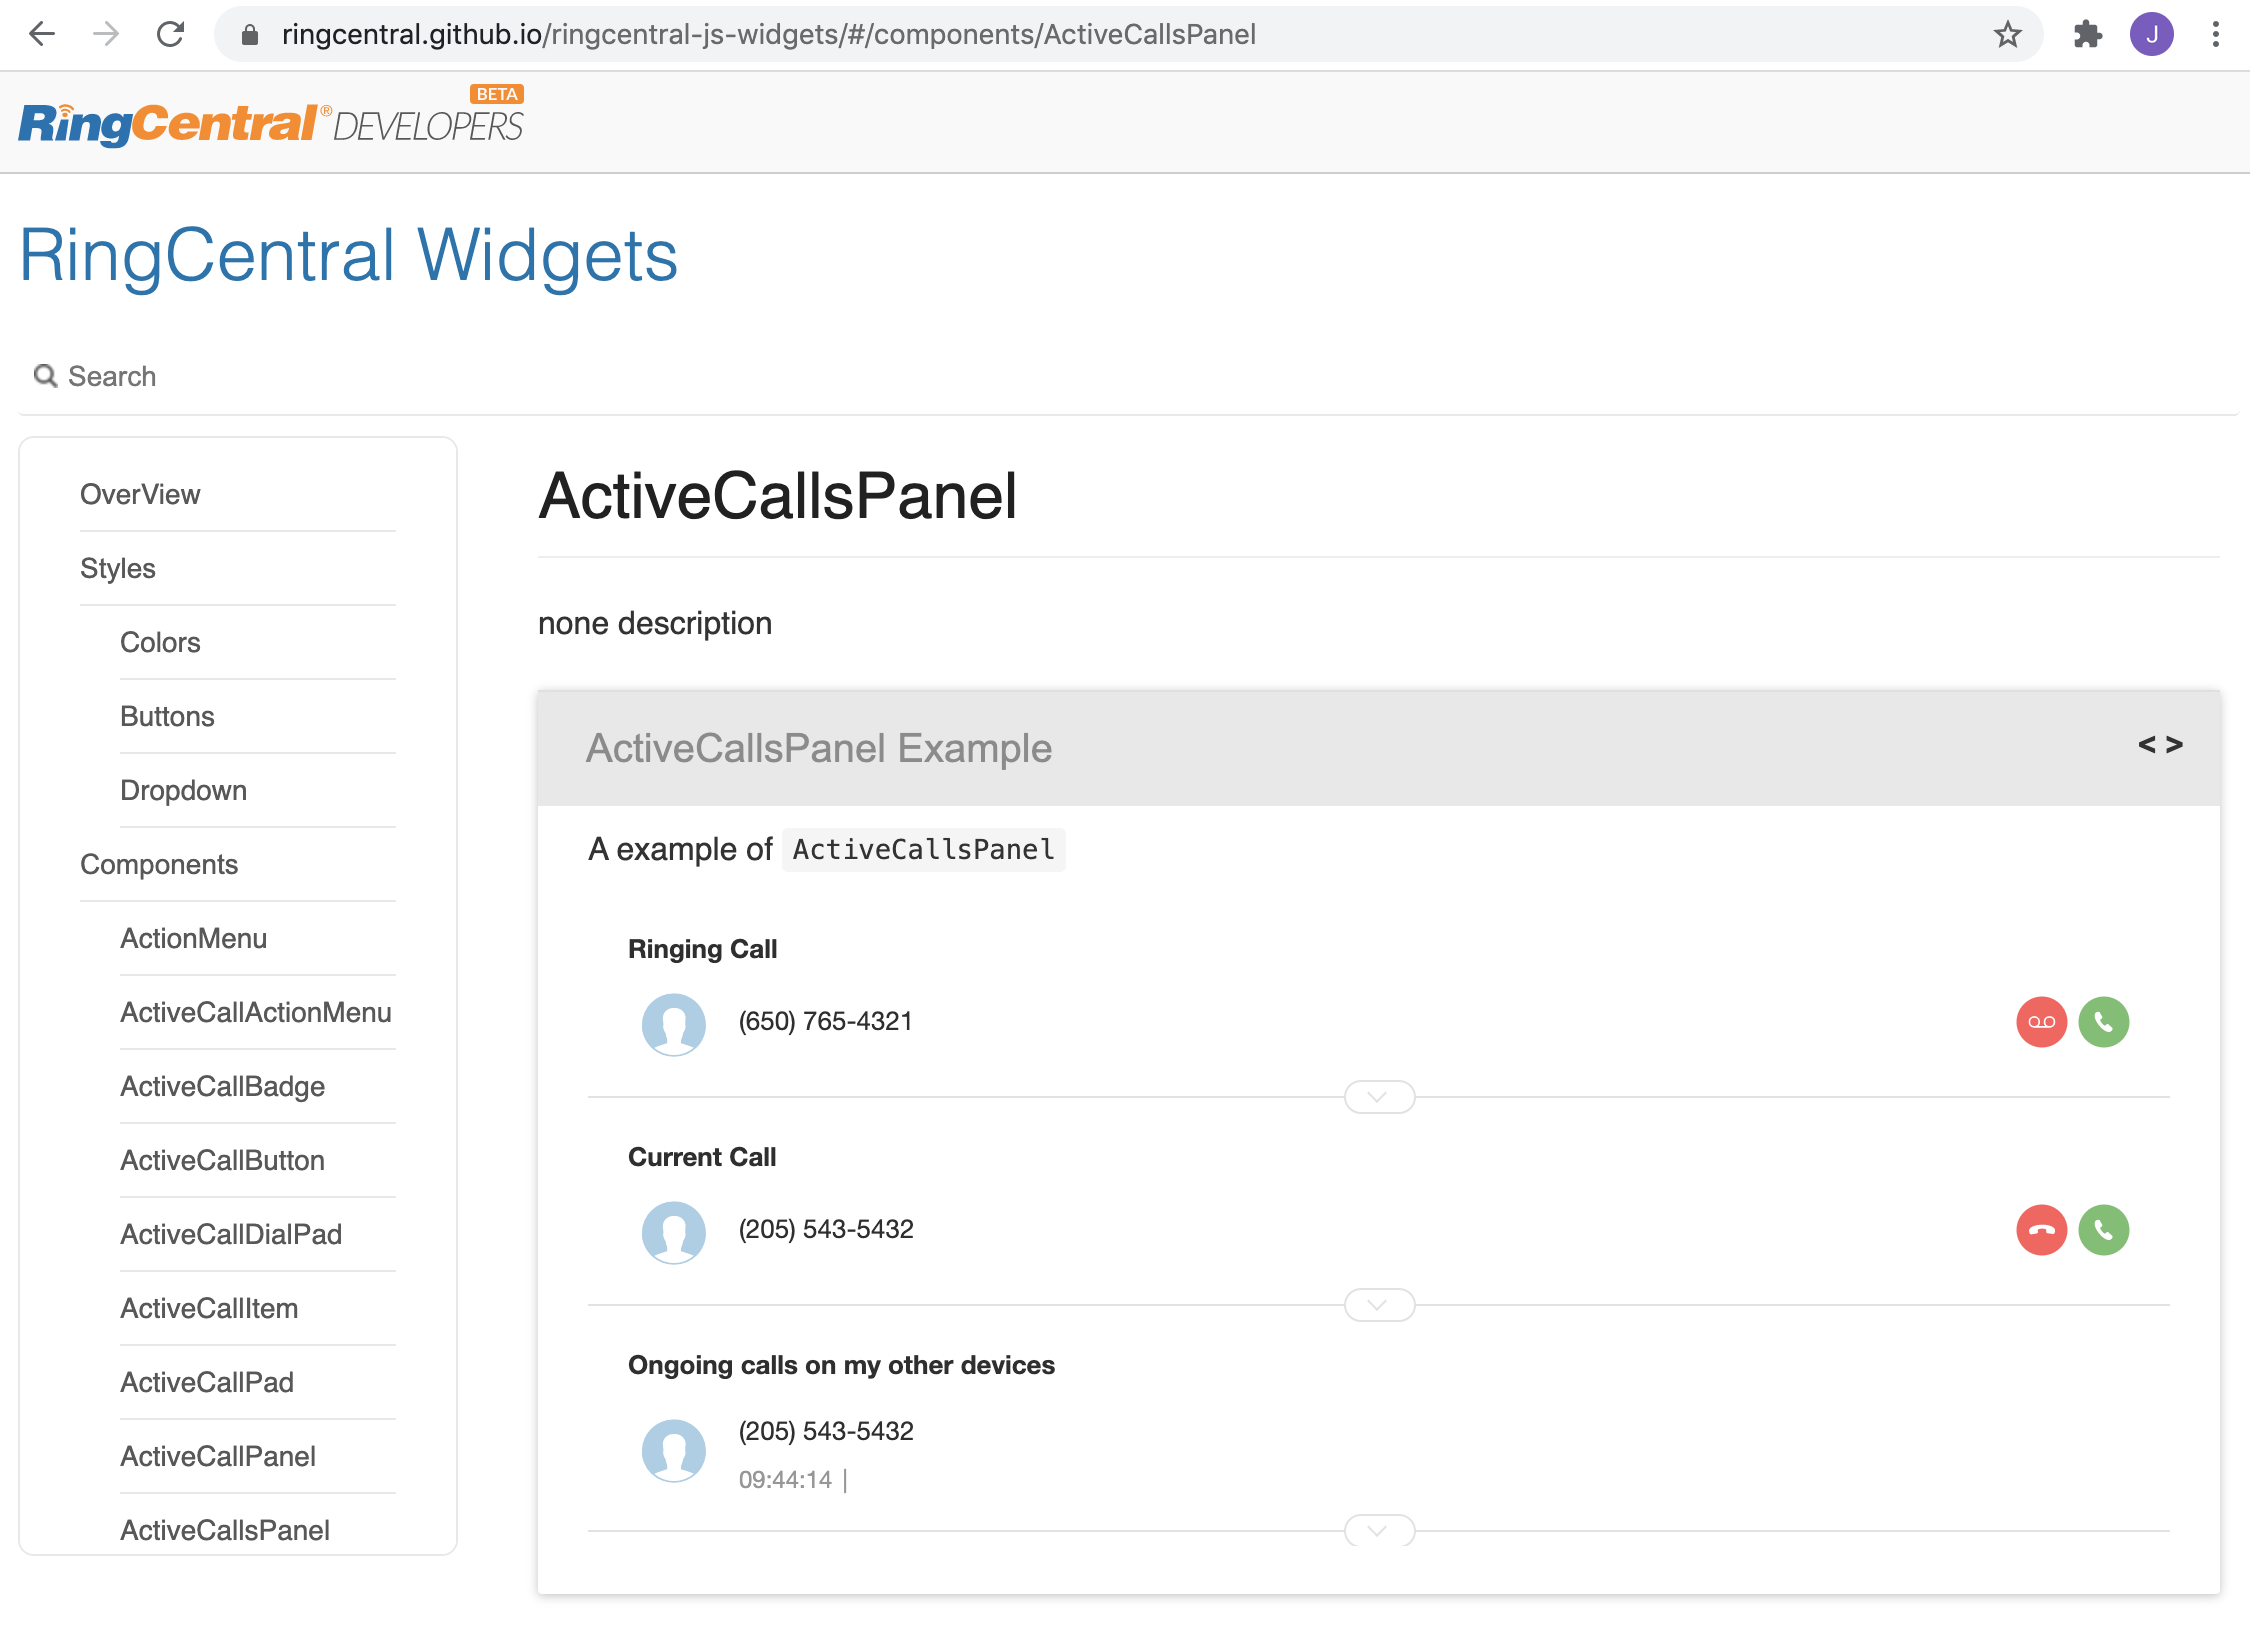 ringcentral.github.io/ringcentral-js-widgets/#/components/ActiveCallsPanel
J
BETA
RingCentral® DEVELOPERS
RingCentral Widgets
Search
OverView
Styles
Colors
Buttons
Dropdown
Components
ActionMenu
ActiveCallActionMenu
ActiveCallBadge
ActiveCallButton
ActiveCallDialPad
ActiveCallItem
ActiveCallPad
ActiveCallPanel
ActiveCallsPanel
ActiveCallsPanel
none description
ActiveCallsPanel Example
< >
A example of ActiveCallsPanel
Ringing Call
(650) 765-4321
Current Call
(205) 543-5432
Ongoing calls on my other devices
(205) 543-5432
09:44:14 |